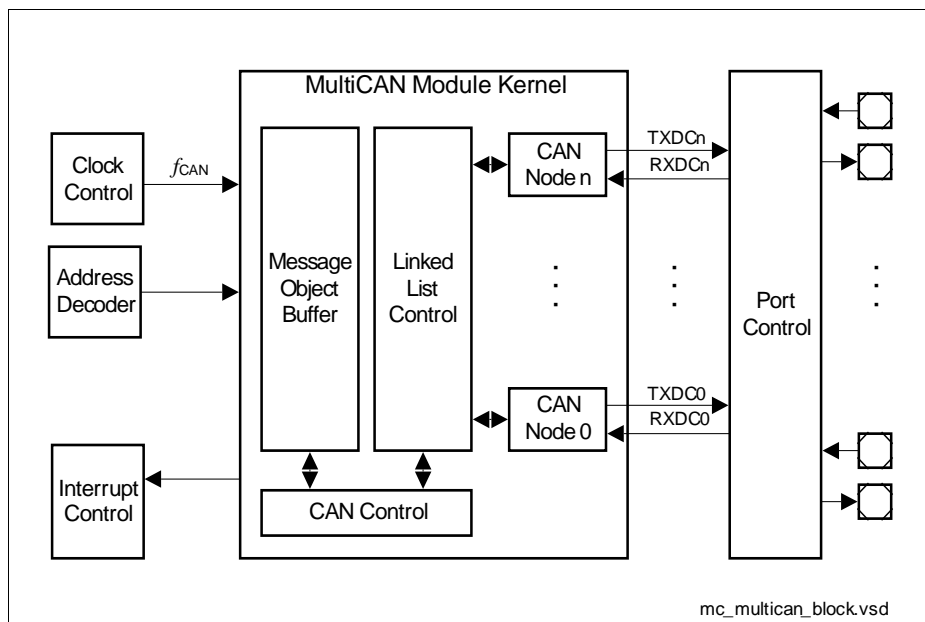 MultiCAN Module Kernel
Clock
Control
fCAN
Address
Decoder
Interrupt
Control
Message
Object
Buffer
Linked
List
Control
CAN
Node n
TXDCn
RXDCn
CAN
Node 0
TXDC0
RXDC0
CAN Control
Port
Control
mc_multican_block.vsd